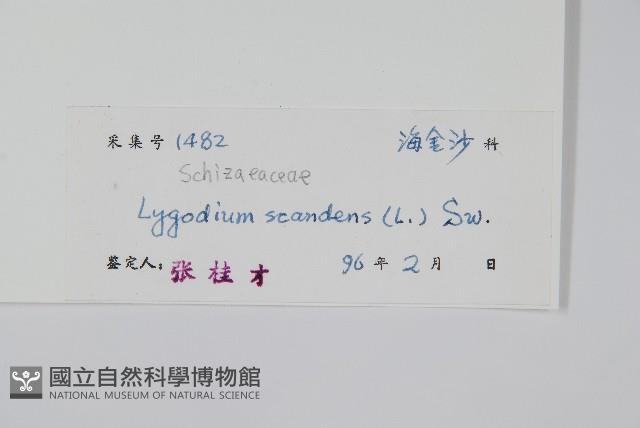 采集号 1482 海金沙 科
Schizaeaceae
Lygodium scandens (L.) Sw.
鉴定人: 张桂才 96 年 2 月 日
國立自然科學博物館
NATIONAL MUSEUM OF NATURAL SCIENCE